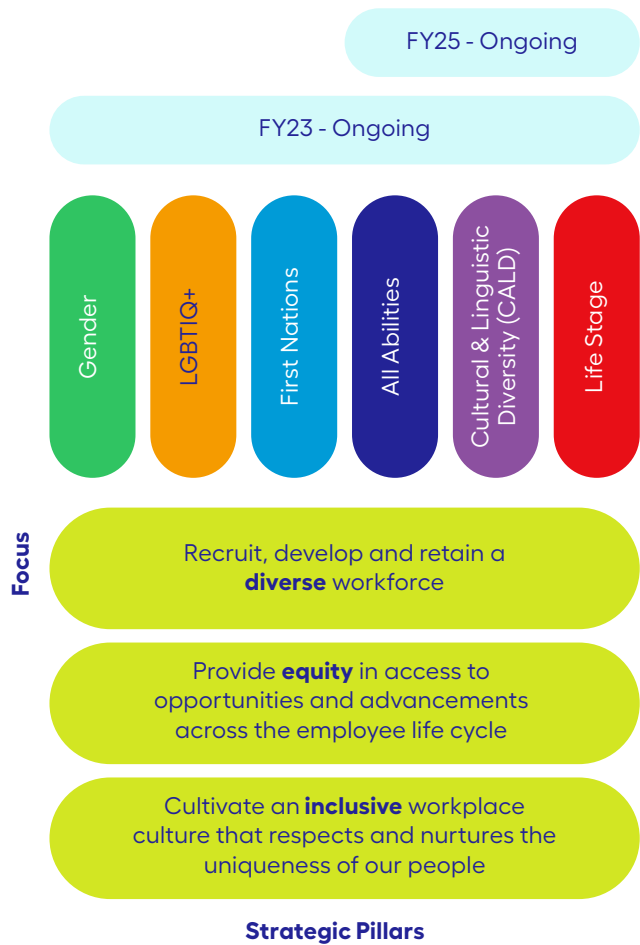 FY25 - Ongoing
FY23 - Ongoing
Gender
LGBTIQ+
First Nations
All Abilities
Cultural & Linguistic
Diversity (CALD)
Life Stage
Focus
Recruit, develop and retain a
diverse workforce
Provide equity in access to
opportunities and advancements
across the employee life cycle
Cultivate an inclusive workplace
culture that respects and nurtures the
uniqueness of our people
Strategic Pillars